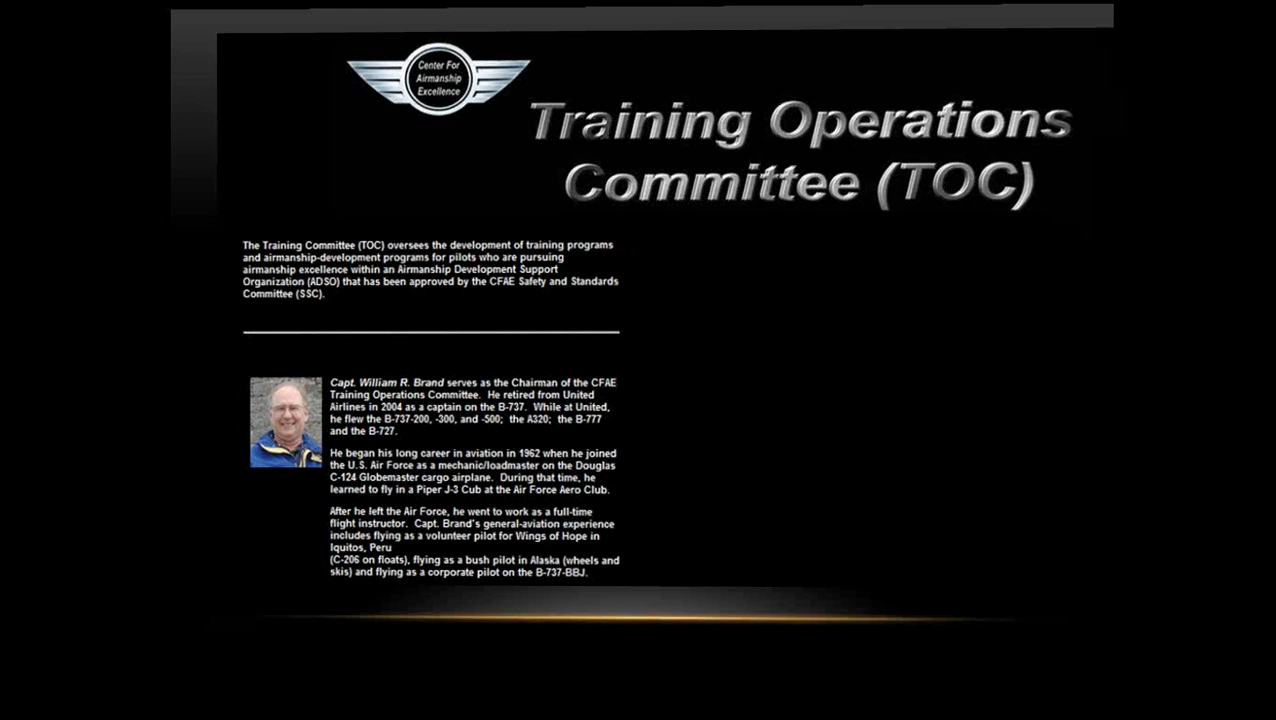 Center For
Airmanship
Excellence
Training Operations
Committee (TOC)
The Training Committee (TOC) oversees the development of training programs
and airmanship-development programs for pilots who are pursuing
airmanship excellence within an Airmanship Development Support
Organization (ADSO) that has been approved by the CFAE Safety and Standards
Committee (SSC).
Capt. William R. Brand serves as the Chairman of the CFAE
Training Operations Committee.  He retired from United
Airlines in 2004 as a captain on the B-737.  While at United,
he flew the B-737-200, -300, and -500;  the A320;  the B-777
and the B-727.
He began his long career in aviation in 1962 when he joined
the U.S. Air Force as a mechanic/loadmaster on the Douglas
C-124 Globemaster cargo airplane.  During that time, he
learned to fly in a Piper J-3 Cub at the Air Force Aero Club.
After he left the Air Force, he went to work as a full-time
flight instructor.  Capt. Brand's general-aviation experience
includes flying as a volunteer pilot for Wings of Hope in
Iquitos, Peru
(C-206 on floats), flying as a bush pilot in Alaska (wheels and
skis) and flying as a corporate pilot on the B-737-BBJ.